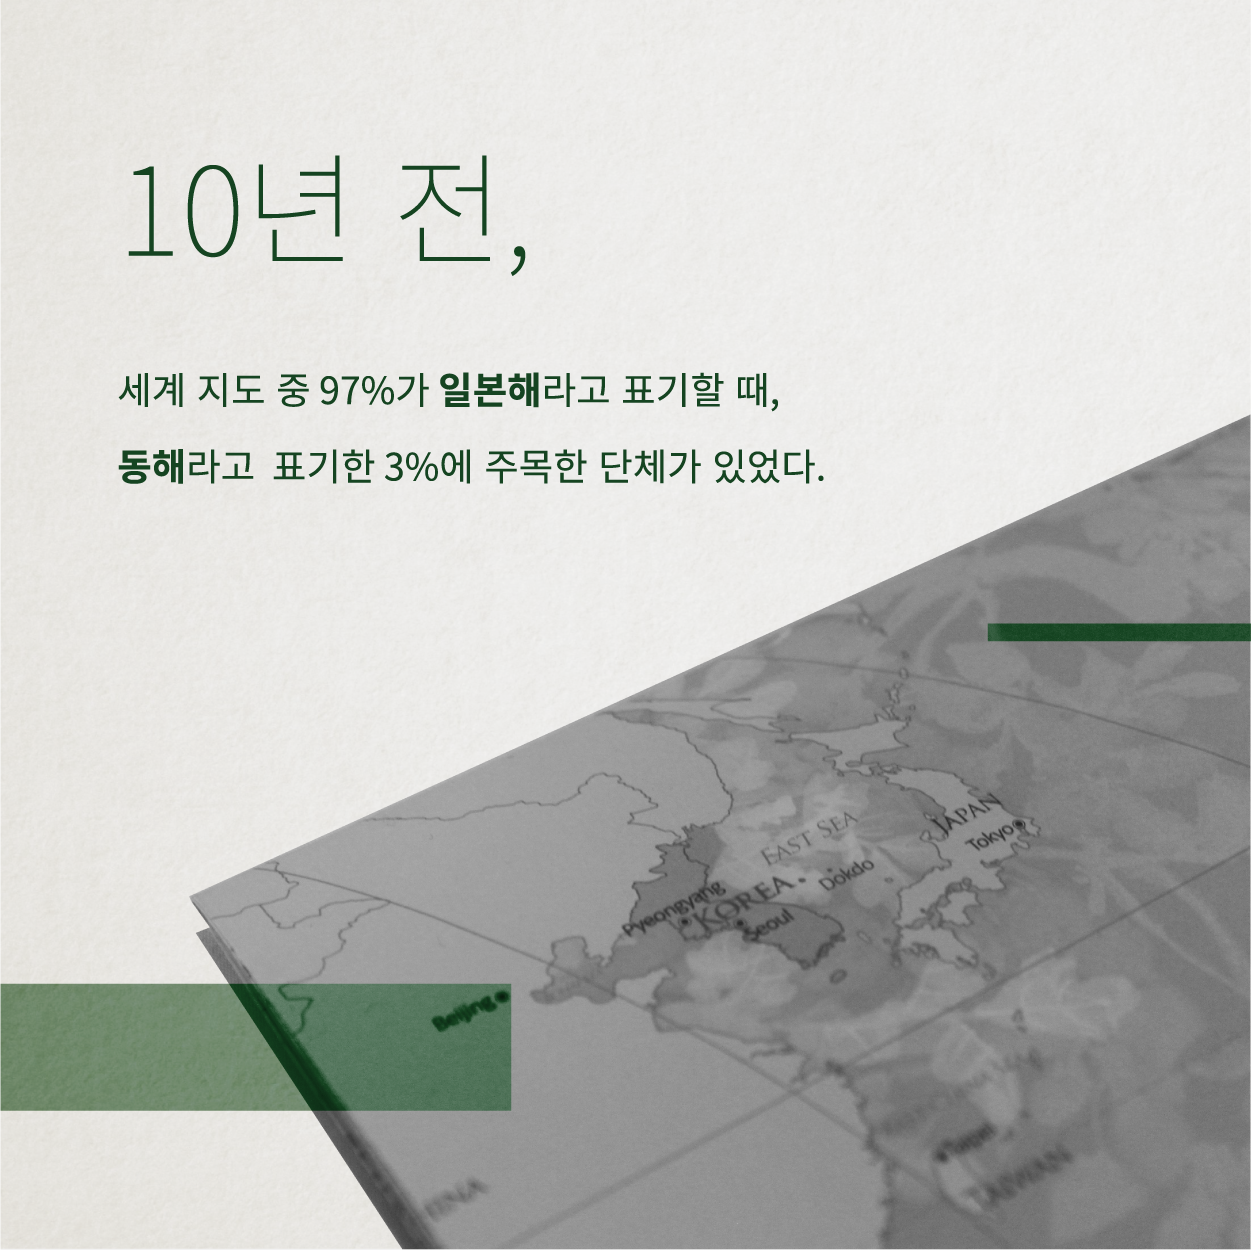 10년 전,
세계 지도 중 97%가 일본해라고 표기할 때,
동해라고 표기한 3%에 주목한 단체가 있었다.
JAPAN
Tokyo
EAST SEA
Dokdo
KOREA
Pyeongyang
Seoul
Beijing
TAIWAN